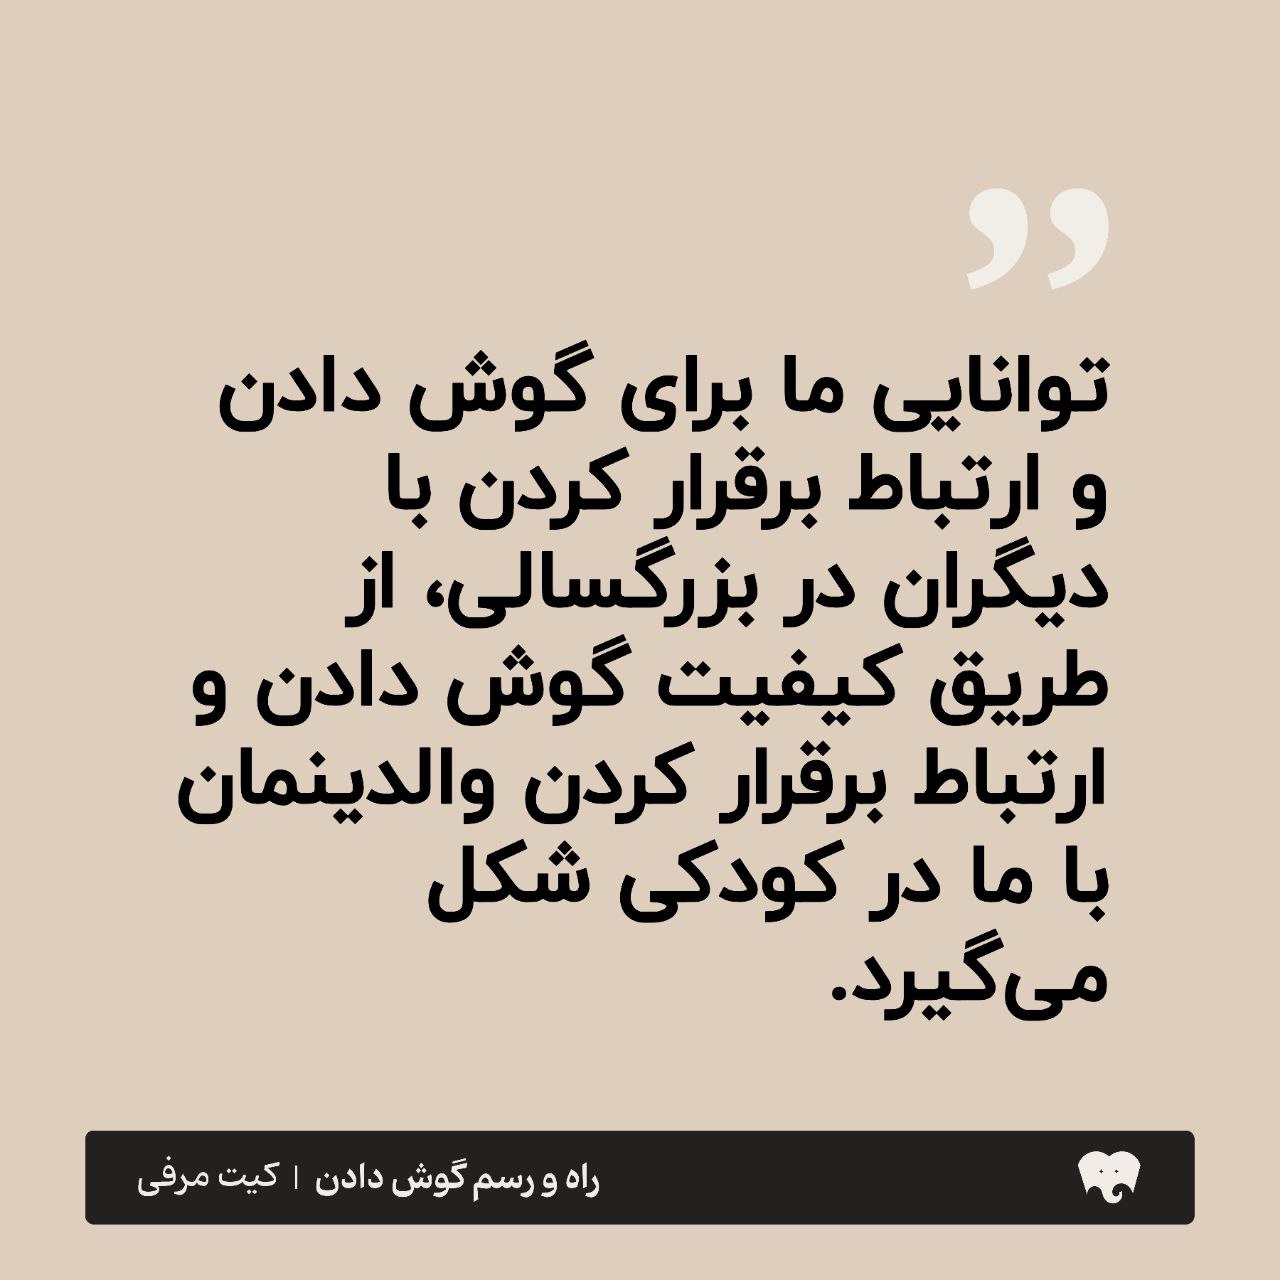 ”
توانایی ما برای گوش دادن
و ارتباط برقرار کردن با
دیگران در بزرگسالی، از
طریق کیفیت گوش دادن و
ارتباط برقرار کردن والدینمان
با ما در کودکی شکل
می‌گیرد.
راه و رسم گوش دادن | کیت مرفی